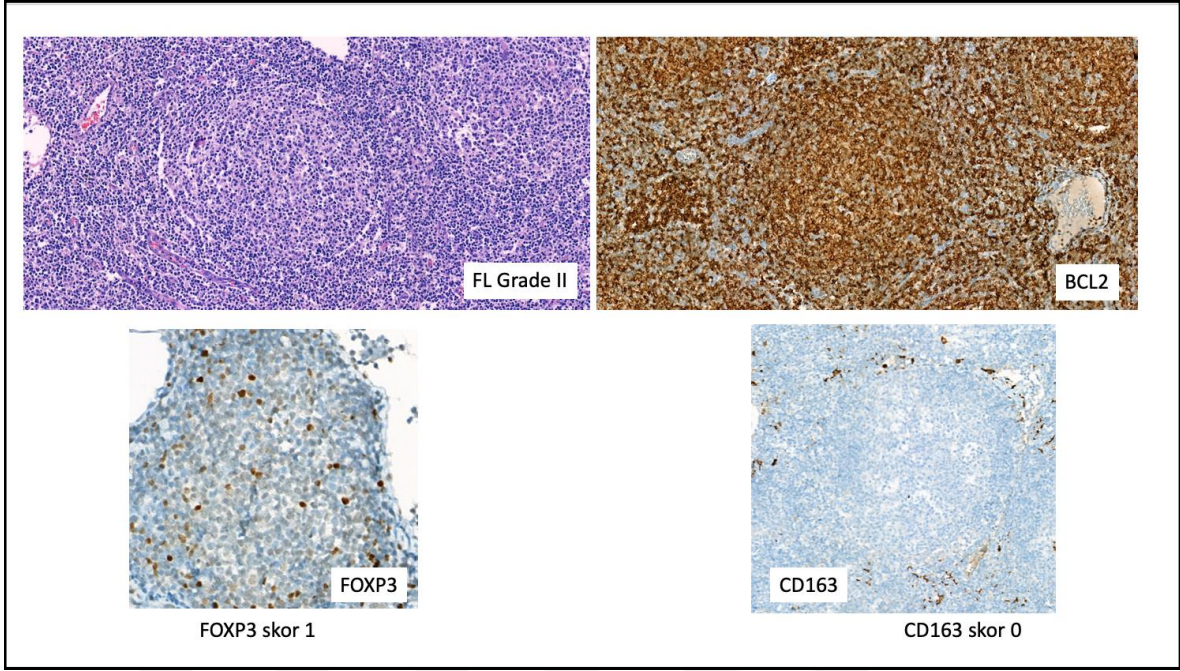 FL Grade II
BCL2
FOXP3
CD163
FOXP3 skor 1
CD163 skor 0